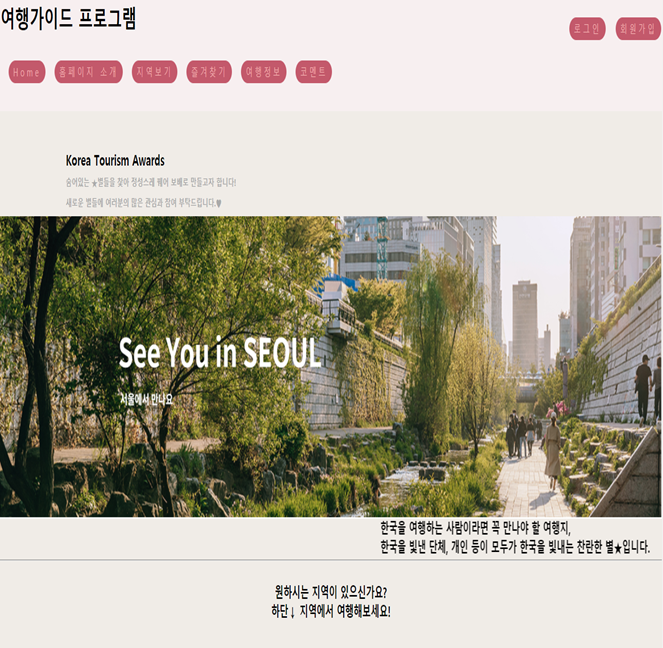 여행가이드 프로그램
로그인 회원가입
Home 홈페이지 소개 지역보기 즐겨찾기 여행정보 코멘트
Korea Tourism Awards
숨어있는 ★별들을 찾아 정성스레 꿰어 보배로 만들고자 합니다!
새로운 별들에 여러분의 많은 관심과 참여 부탁드립니다.♥
See You in SEOUL
서울에서 만나요
한국을 여행하는 사람이라면 꼭 만나야 할 여행지,
한국을 빛낸 단체, 개인 등이 모두가 한국을 빛내는 찬란한 별★입니다.
원하시는 지역이 있으신가요?
하단↓ 지역에서 여행해보세요!